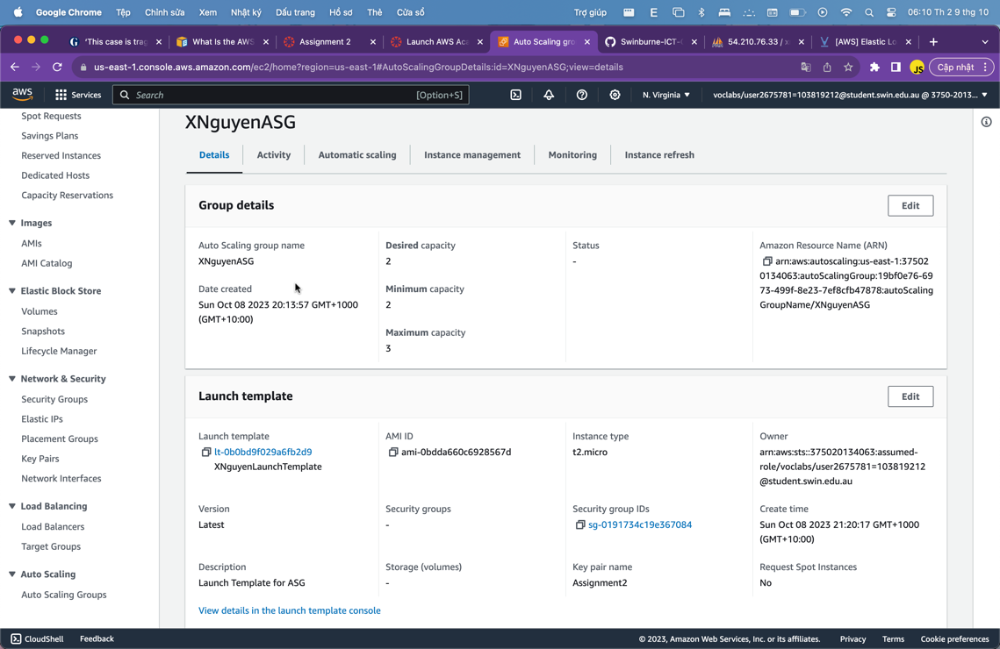 Google Chrome Tệp Chỉnh sửa Xem Nhật ký Dấu trang Hồ sơ Thẻ Cửa sổ Trợ giúp E 06:10 Th 2 9 thg 10
'This case is trag
What Is the AWS
Assignment 2
Launch AWS Aca
Auto Scaling gro
Swinburne-ICT-
54.210.76.33 /
[AWS] Elastic Lo
us-east-1.console.aws.amazon.com/ec2/home?region=us-east-1#AutoScalingGroupDetails:id=XNguyenASG;view=details
JS
Cập nhật
aws Services Search [Option+S] N. Virginia voclabs/user2675781=103819212@student.swin.edu.au @ 3750-2013...
Spot Requests
Savings Plans
Reserved Instances
Dedicated Hosts
Capacity Reservations
Images
AMIs
AMI Catalog
Elastic Block Store
Volumes
Snapshots
Lifecycle Manager
Network & Security
Security Groups
Elastic IPs
Placement Groups
Key Pairs
Network Interfaces
Load Balancing
Load Balancers
Target Groups
Auto Scaling
Auto Scaling Groups
XNguyenASG
Details Activity Automatic scaling Instance management Monitoring Instance refresh
Group details
Edit
Auto Scaling group name
XNguyenASG
Date created
Sun Oct 08 2023 20:13:57 GMT+1000
(GMT+10:00)
Desired capacity
2
Minimum capacity
2
Maximum capacity
3
Status
-
Amazon Resource Name (ARN)
arn:aws:autoscaling:us-east-1:37502
0134063:autoScalingGroup:19bf0e76-69
73-499f-8e23-7ef8cfb47878:autoScaling
GroupName/XNguyenASG
Launch template
Edit
Launch template
lt-0b0bd9f029a6fb2d9
XNguyenLaunchTemplate
AMI ID
ami-0bdda660c6928567d
Instance type
t2.micro
Owner
arn:aws:sts::375020134063:assumed-
role/voclabs/user2675781=103819212
@student.swin.edu.au
Version
Latest
Security groups
-
Security group IDs
sg-0191734c19e367084
Create time
Sun Oct 08 2023 21:20:17 GMT+1000
(GMT+10:00)
Description
Launch Template for ASG
Storage (volumes)
-
Key pair name
Assignment2
Request Spot Instances
No
View details in the launch template console
CloudShell Feedback © 2023, Amazon Web Services, Inc. or its affiliates. Privacy Terms Cookie preferences